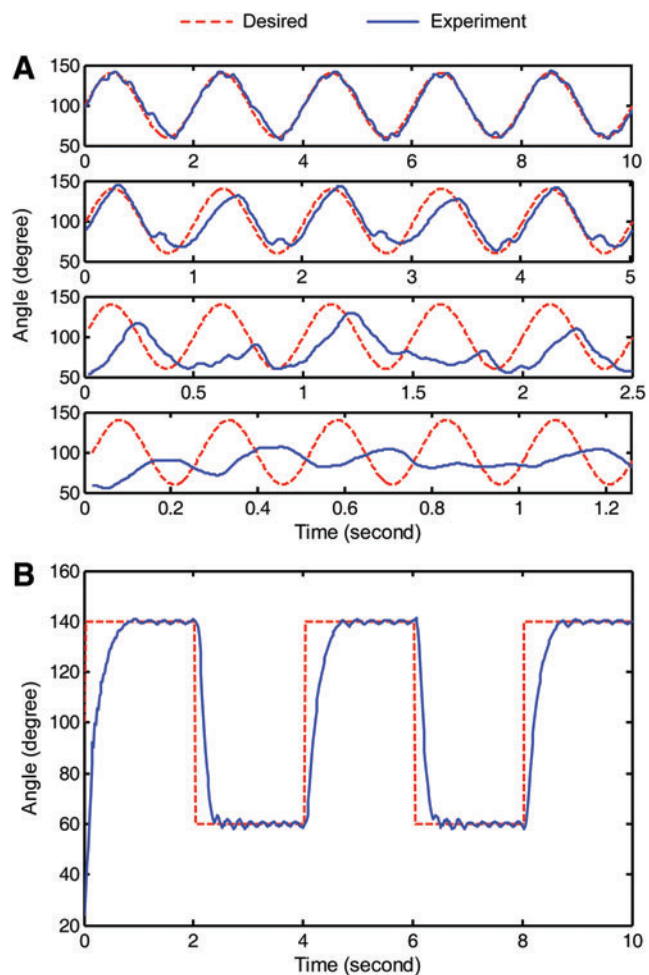 Desired Experiment
A
150
100
50
0 2 4 6 8 10
150
100
50
0 1 2 3 4 5
Angle (degree)
150
100
50
0 0.5 1 1.5 2 2.5
150
100
50
0 0.2 0.4 0.6 0.8 1 1.2
Time (second)
B
160
140
120
100
80
60
40
20
Angle (degree)
0 2 4 6 8 10
Time (second)